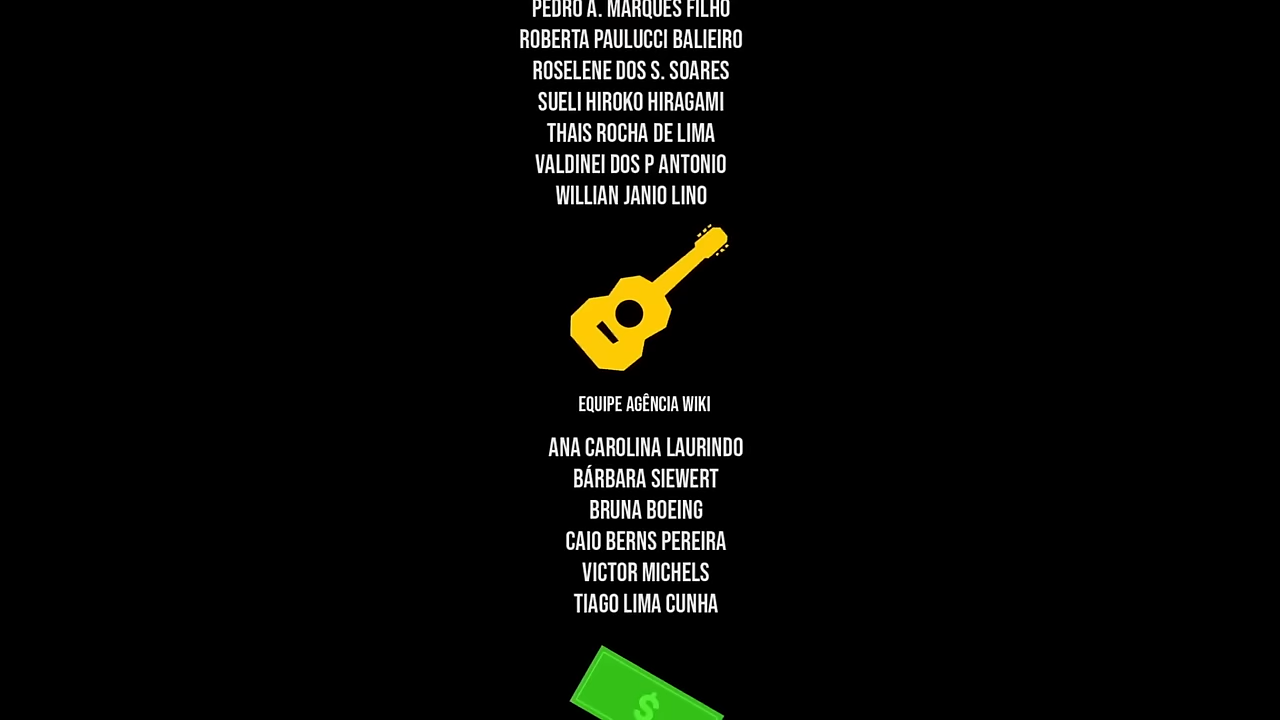 PEDRO A. MARQUES FILHO
ROBERTA PAULUCCI BALIEIRO
ROSELENE DOS S. SOARES
SUELI HIROKO HIRAGAMI
THAIS ROCHA DE LIMA
VALDINEI DOS P ANTONIO
WILLIAN JANIO LINO
EQUIPE AGÊNCIA WIKI
ANA CAROLINA LAURINDO
BÁRBARA SIEWERT
BRUNA BOEING
CAIO BERNS PEREIRA
VICTOR MICHELS
TIAGO LIMA CUNHA
$